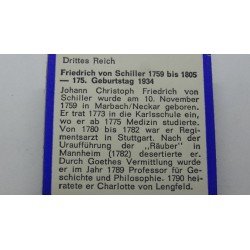 Drittes Reich
Friedrich von Schiller 1759 bis 1805
— 175. Geburtstag 1934
Johann Christoph Friedrich von
Schiller wurde am 10. November
1759 in Marbach/Neckar geboren.
Er trat 1773 in die Karlsschule ein,
wo er ab 1775 Medizin studierte.
Von 1780 bis 1782 war er Regi-
mentsarzt in Stuttgart. Nach der
Uraufführung der „Räuber” in
Mannheim (1782) desertierte er.
Durch Goethes Vermittlung wurde
er im Jahr 1789 Professor für Ge-
schichte und Philosophie. 1790 hei-
ratete er Charlotte von Lengfeld.